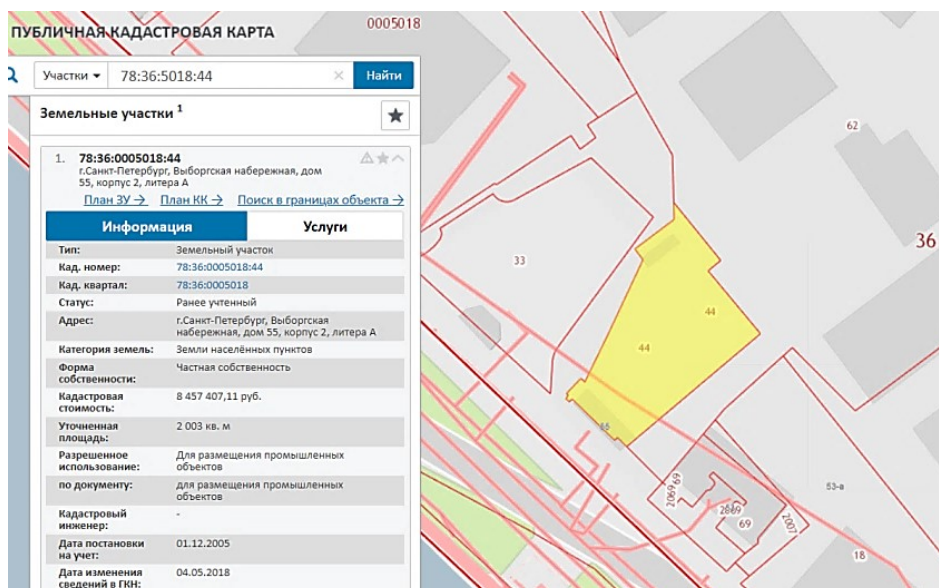 ПУБЛИЧНАЯ КАДАСТРОВАЯ КАРТА
0005018
Участки
78:36:5018:44
Найти
Земельные участки 1
1. 78:36:0005018:44
г.Санкт-Петербург, Выборгская набережная, дом
55, корпус 2, литера А
План ЗУ → План КК → Поиск в границах объекта →
Информация Услуги
Тип: Земельный участок
Кад. номер: 78:36:0005018:44
Кад. квартал: 78:36:0005018
Статус: Ранее учтенный
Адрес: г.Санкт-Петербург, Выборгская
набережная, дом 55, корпус 2, литера А
Категория земель: Земли населённых пунктов
Форма Частная собственность
собственности:
Кадастровая 8 457 407,11 руб.
стоимость:
Уточненная 2 003 кв. м
площадь:
Разрешенное Для размещения промышленных
использование: объектов
по документу: для размещения промышленных
объектов
Кадастровый -
инженер:
Дата постановки 01.12.2005
на учет:
Дата изменения 04.05.2018
сведений в ГКН:
62
36
33
44
44
69
2069
53-а
69
2007
18